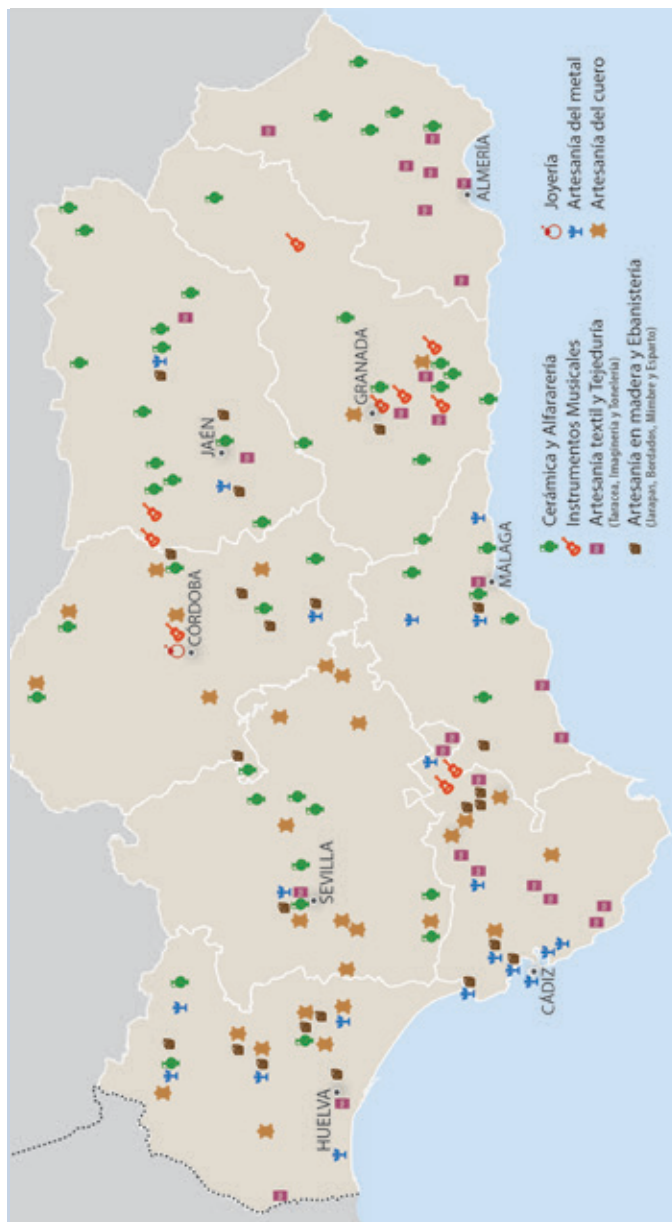 JAÉN
CÓRDOBA
SEVILLA
HUELVA
GRANADA
ALMERÍA
MÁLAGA
CÁDIZ
Cerámica y Alfararería
Instrumentos Musicales
Artesanía textil y Tejeduría
(Taracea, Imaginería y Tonelería)
Artesanía en madera y Ebanistería
(Jarapas, Bordados, Mimbre y Esparto)
Joyería
Artesanía del metal
Artesanía del cuero